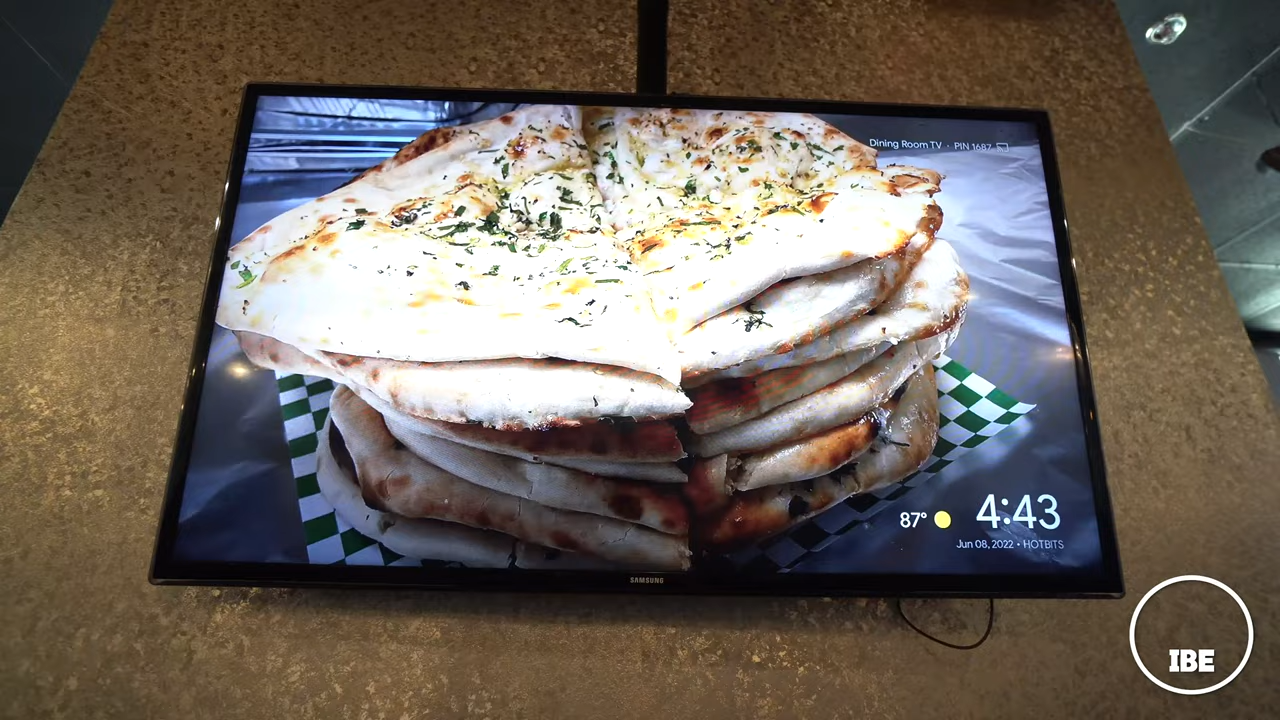 Dining Room TV · PIN 1687
87° 4:43
Jun 08, 2022 • HOTBITS
SAMSUNG
IBE